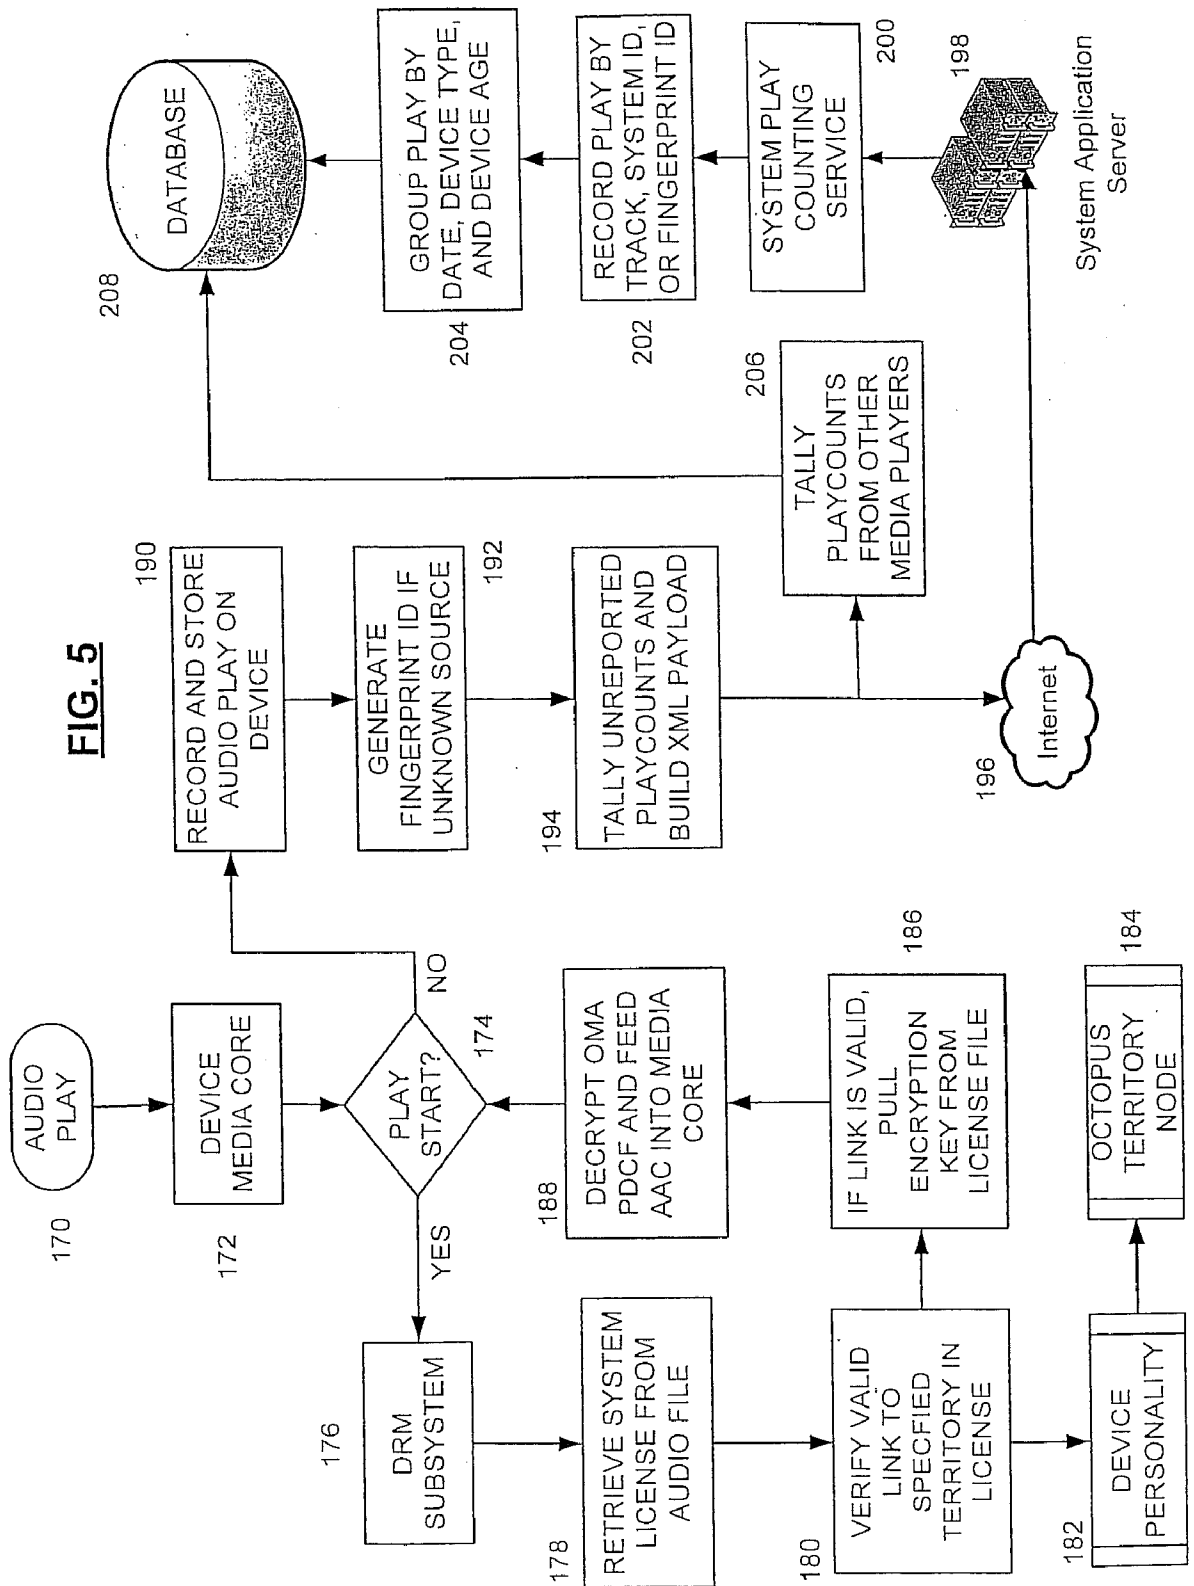 FIG. 5
AUDIO
PLAY
170
DEVICE
MEDIA CORE
172
PLAY
START?
174
YES
NO
DRM
SUBSYSTEM
176
RETRIEVE SYSTEM
LICENSE FROM
AUDIO FILE
178
VERIFY VALID
LINK TO
SPECFIED
TERRITORY IN
LICENSE
180
DEVICE
PERSONALITY
182
OCTOPUS
TERRITORY
NODE
184
IF LINK IS VALID,
PULL
ENCRYPTION
KEY FROM
LICENSE FILE
186
DECRYPT OMA
PDCF AND FEED
AAC INTO MEDIA
CORE
188
RECORD AND STORE
AUDIO PLAY ON
DEVICE
190
GENERATE
FINGERPRINT ID IF
UNKNOWN SOURCE
192
TALLY UNREPORTED
PLAYCOUNTS AND
BUILD XML PAYLOAD
194
Internet
196
TALLY
PLAYCOUNTS
FROM OTHER
MEDIA PLAYERS
206
System Application
Server
198
SYSTEM PLAY
COUNTING
SERVICE
200
RECORD PLAY BY
TRACK, SYSTEM ID,
OR FINGERPRINT ID
202
GROUP PLAY BY
DATE, DEVICE TYPE,
AND DEVICE AGE
204
DATABASE
208